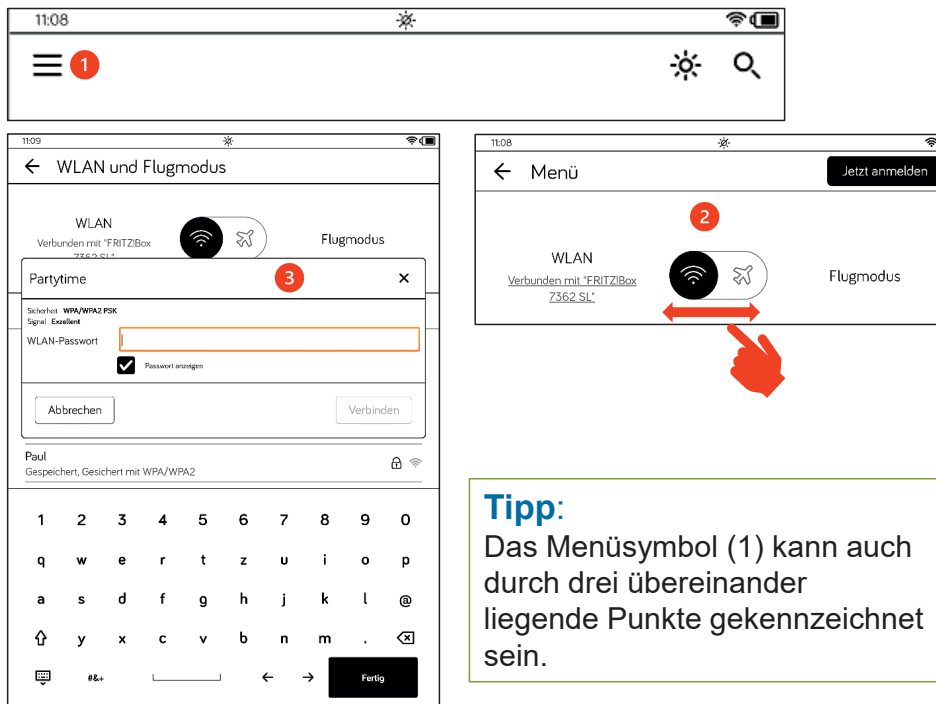 11:08
1
11:09
WLAN und Flugmodus
WLAN
Verbunden mit "FRITZ!Box
7362 SL"
Flugmodus
Partytime
3
Sicherheit WPA/WPA2 PSK
Signal Exzellent
WLAN-Passwort
Passwort anzeigen
Abbrechen
Verbinden
Paul
Gespeichert, Gesichert mit WPA/WPA2
1 2 3 4 5 6 7 8 9 0
q w e r t z u i o p
a s d f g h j k l @
y x c v b n m .
#&+
Fertig
11:08
Menü
Jetzt anmelden
2
WLAN
Verbunden mit "FRITZ!Box
7362 SL"
Flugmodus
Tipp:
Das Menüsymbol (1) kann auch
durch drei übereinander
liegende Punkte gekennzeichnet
sein.